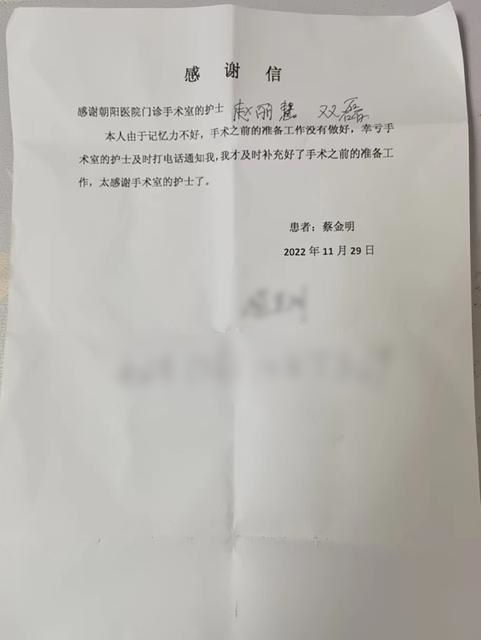 感谢信
感谢朝阳医院门诊手术室的护士 赵丽慧 双磊
本人由于记忆力不好，手术之前的准备工作没有做好，幸亏手
术室的护士及时打电话通知我，我才及时补充好了手术之前的准备工
作，太感谢手术室的护士了。
患者：蔡金明
2022 年 11 月 29 日